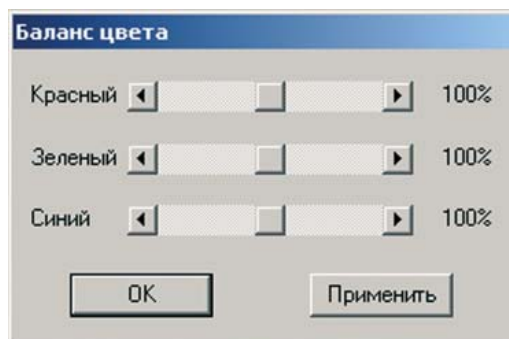 Баланс цвета
Красный 100%
Зеленый 100%
Синий 100%
OK Применить